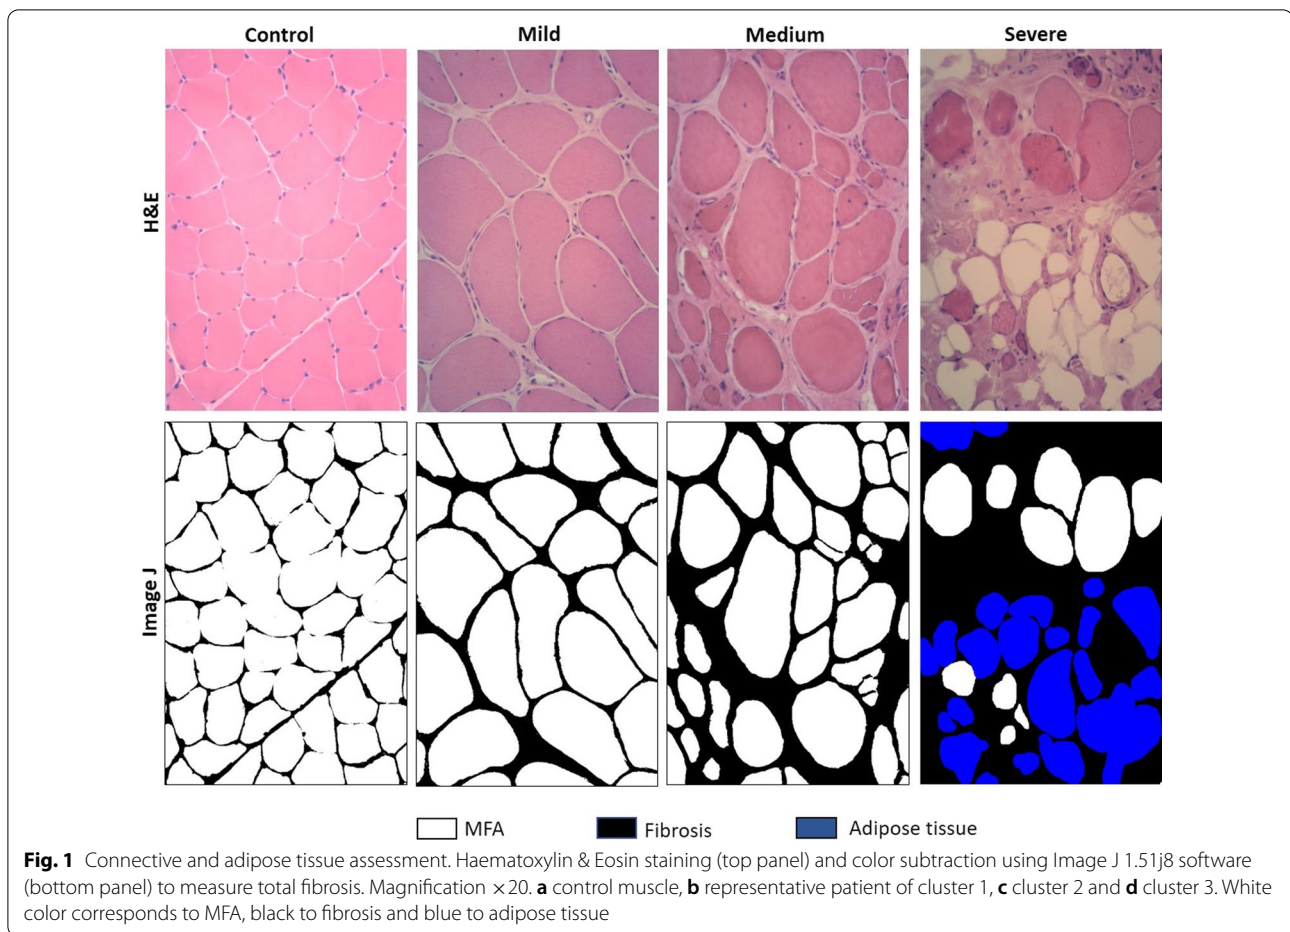 Control Mild Medium Severe
H&E
Image J
MFA Fibrosis Adipose tissue
Fig. 1 Connective and adipose tissue assessment. Haematoxylin & Eosin staining (top panel) and color subtraction using Image J 1.51j8 software
(bottom panel) to measure total fibrosis. Magnification ×20. a control muscle, b representative patient of cluster 1, c cluster 2 and d cluster 3. White
color corresponds to MFA, black to fibrosis and blue to adipose tissue